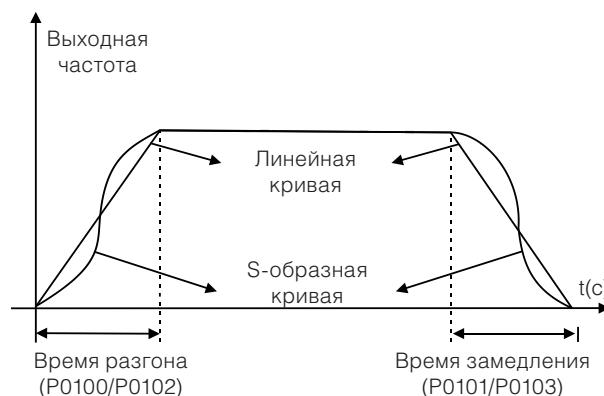 Выходная
частота
Линейная
кривая
S-образная
кривая
t(c)
Время разгона
(P0100/P0102)
Время замедления
(P0101/P0103)